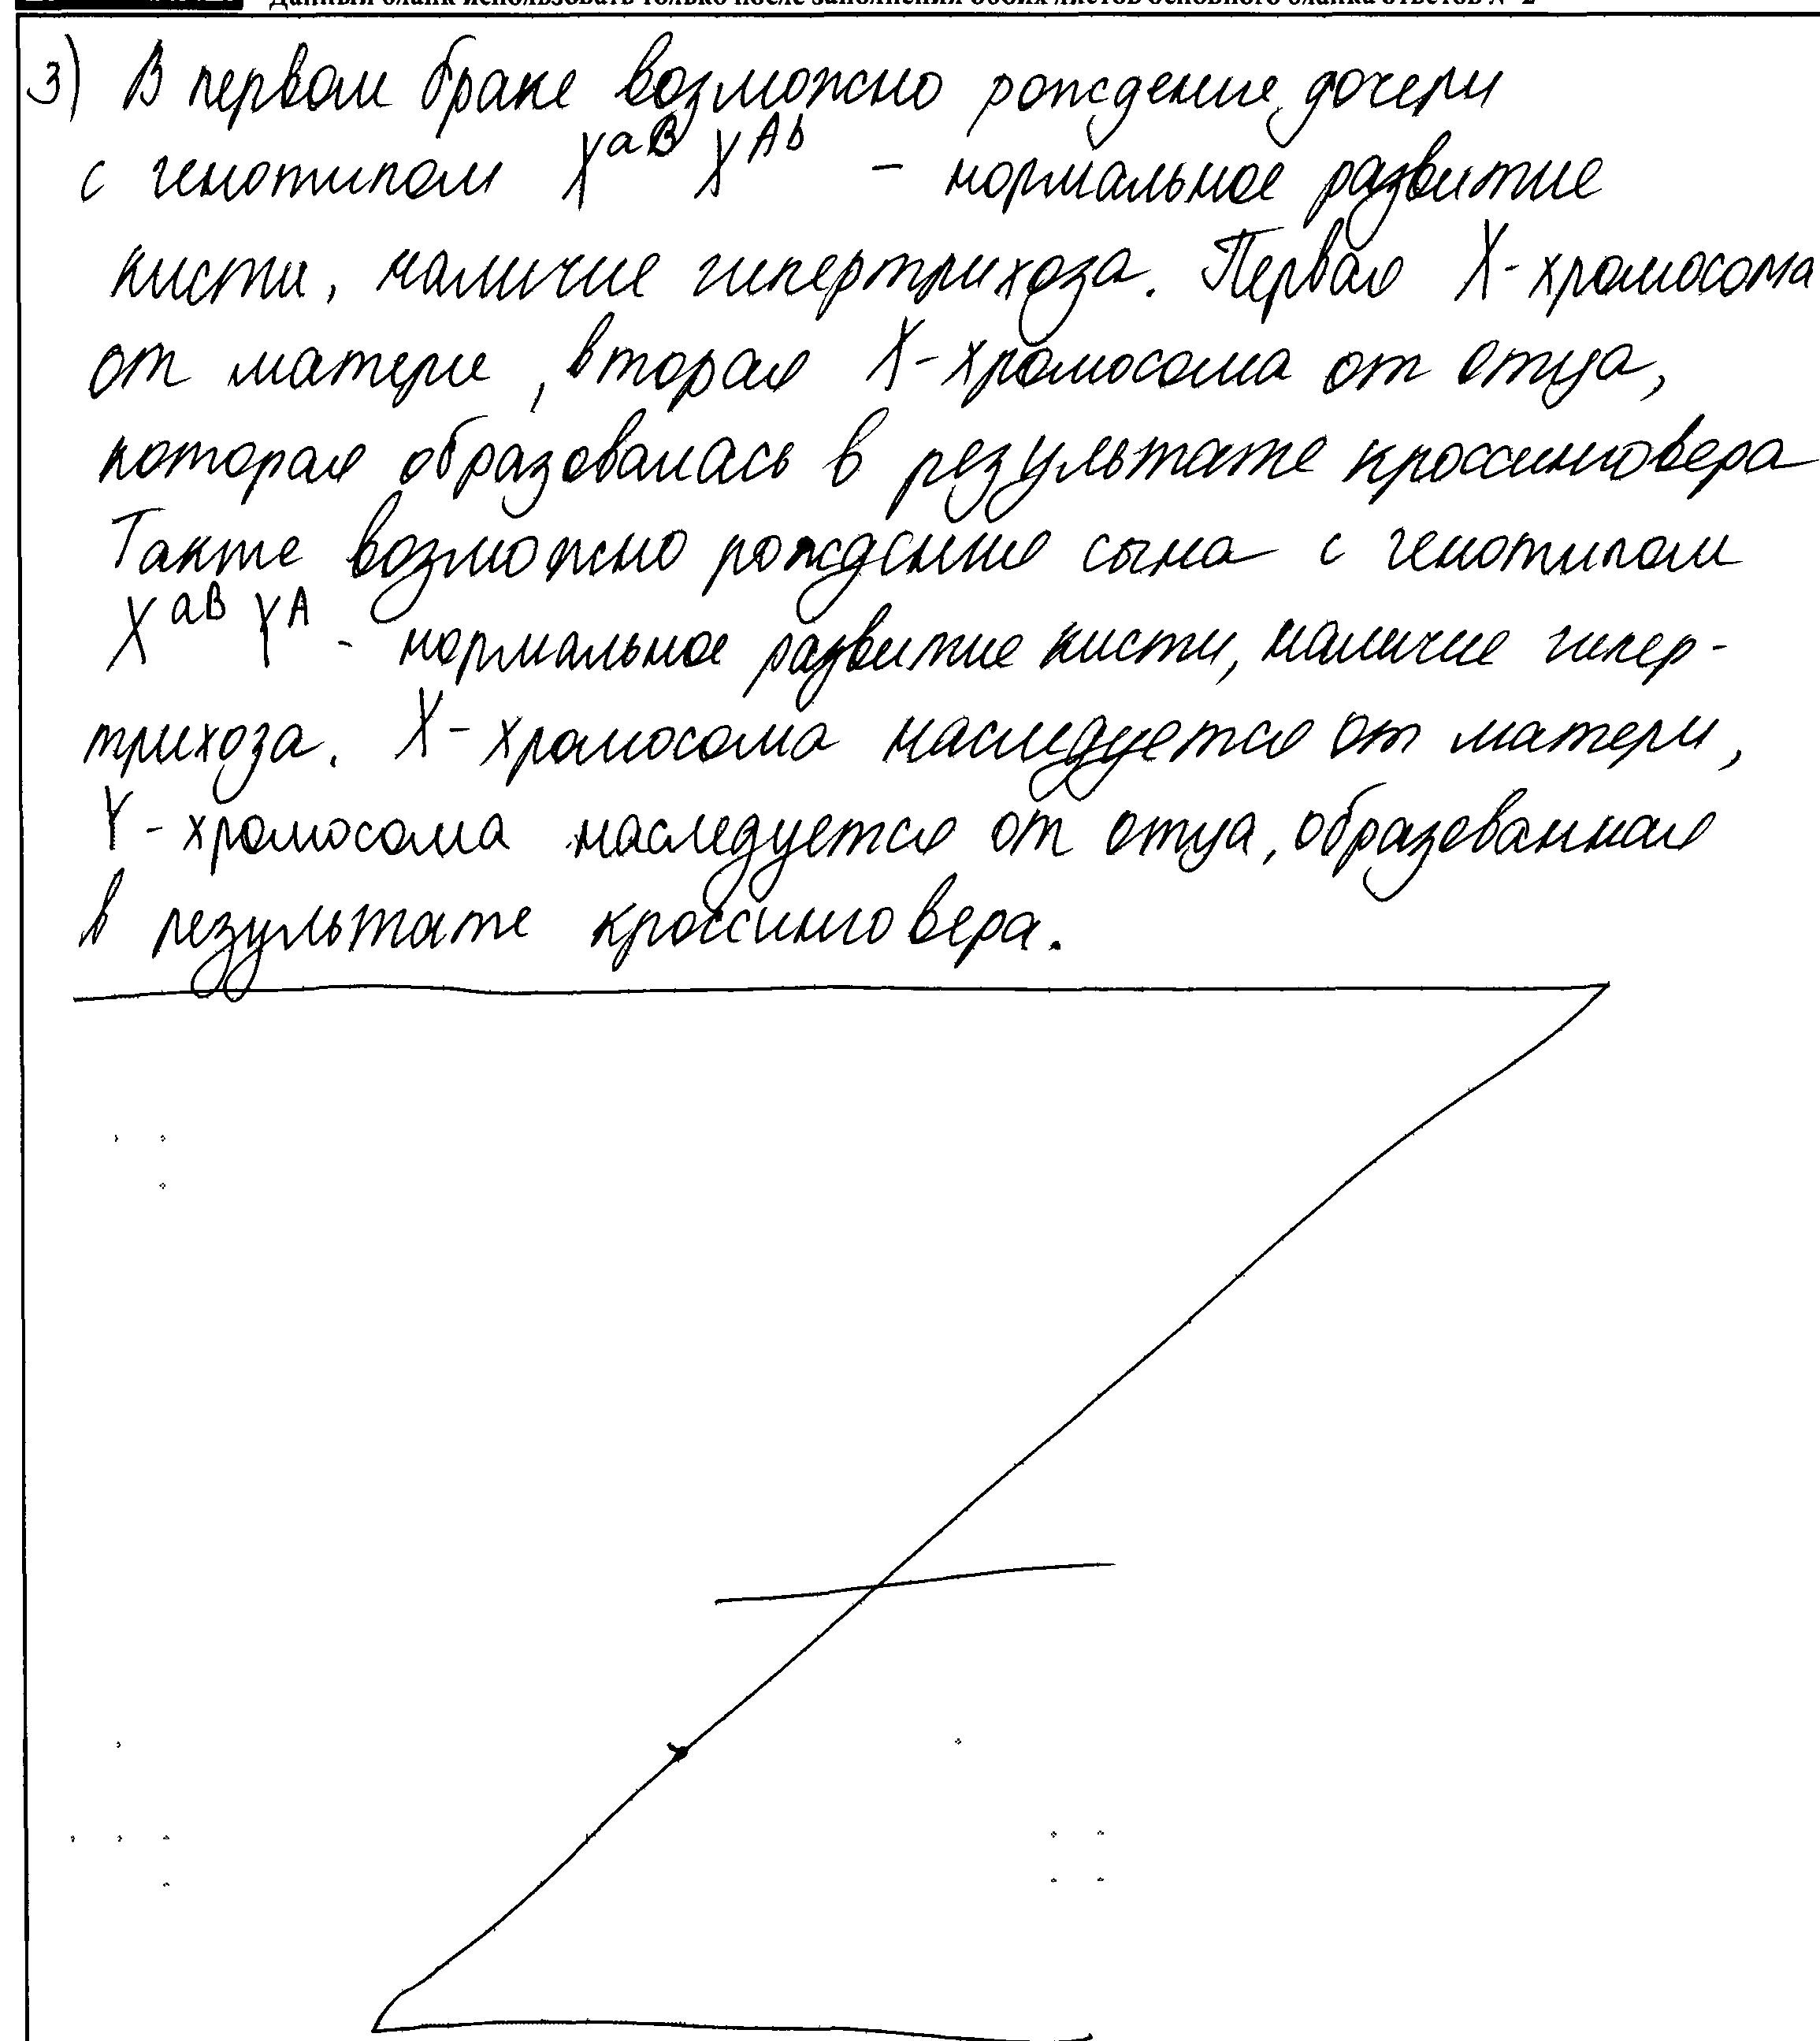 Данный бланк использовать только после заполнения обоих листов основного бланка ответов № 2
3) В первом браке возможно рождение дочери
с генотипом X^aB X^Ab – нормальное развитие
кисти, наличие гипертрихоза. Первая X-хромосома
от матери, вторая X-хромосома от отца,
которая образовалась в результате кроссинговера
Также возможно рождение сына с генотипом
X^aB Y^A - нормальное развитие кисти, наличие гипер-
трихоза. X-хромосома наследуется от матери,
Y-хромосома наследуется от отца, образованная
в результате кроссинговера.